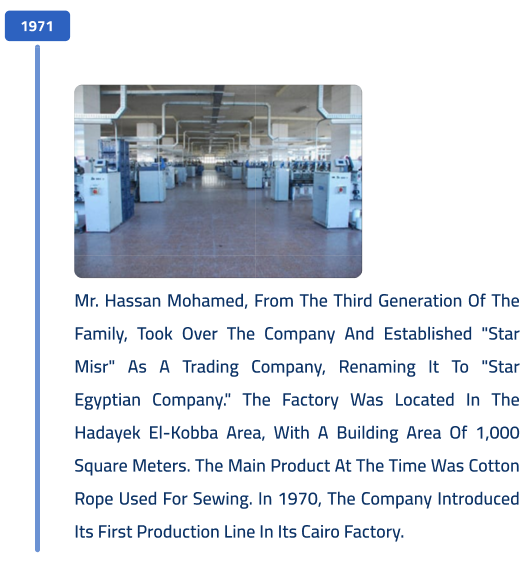 1971
Mr. Hassan Mohamed, From The Third Generation Of The
Family, Took Over The Company And Established "Star
Misr" As A Trading Company, Renaming It To "Star
Egyptian Company." The Factory Was Located In The
Hadayek El-Kobba Area, With A Building Area Of 1,000
Square Meters. The Main Product At The Time Was Cotton
Rope Used For Sewing. In 1970, The Company Introduced
Its First Production Line In Its Cairo Factory.